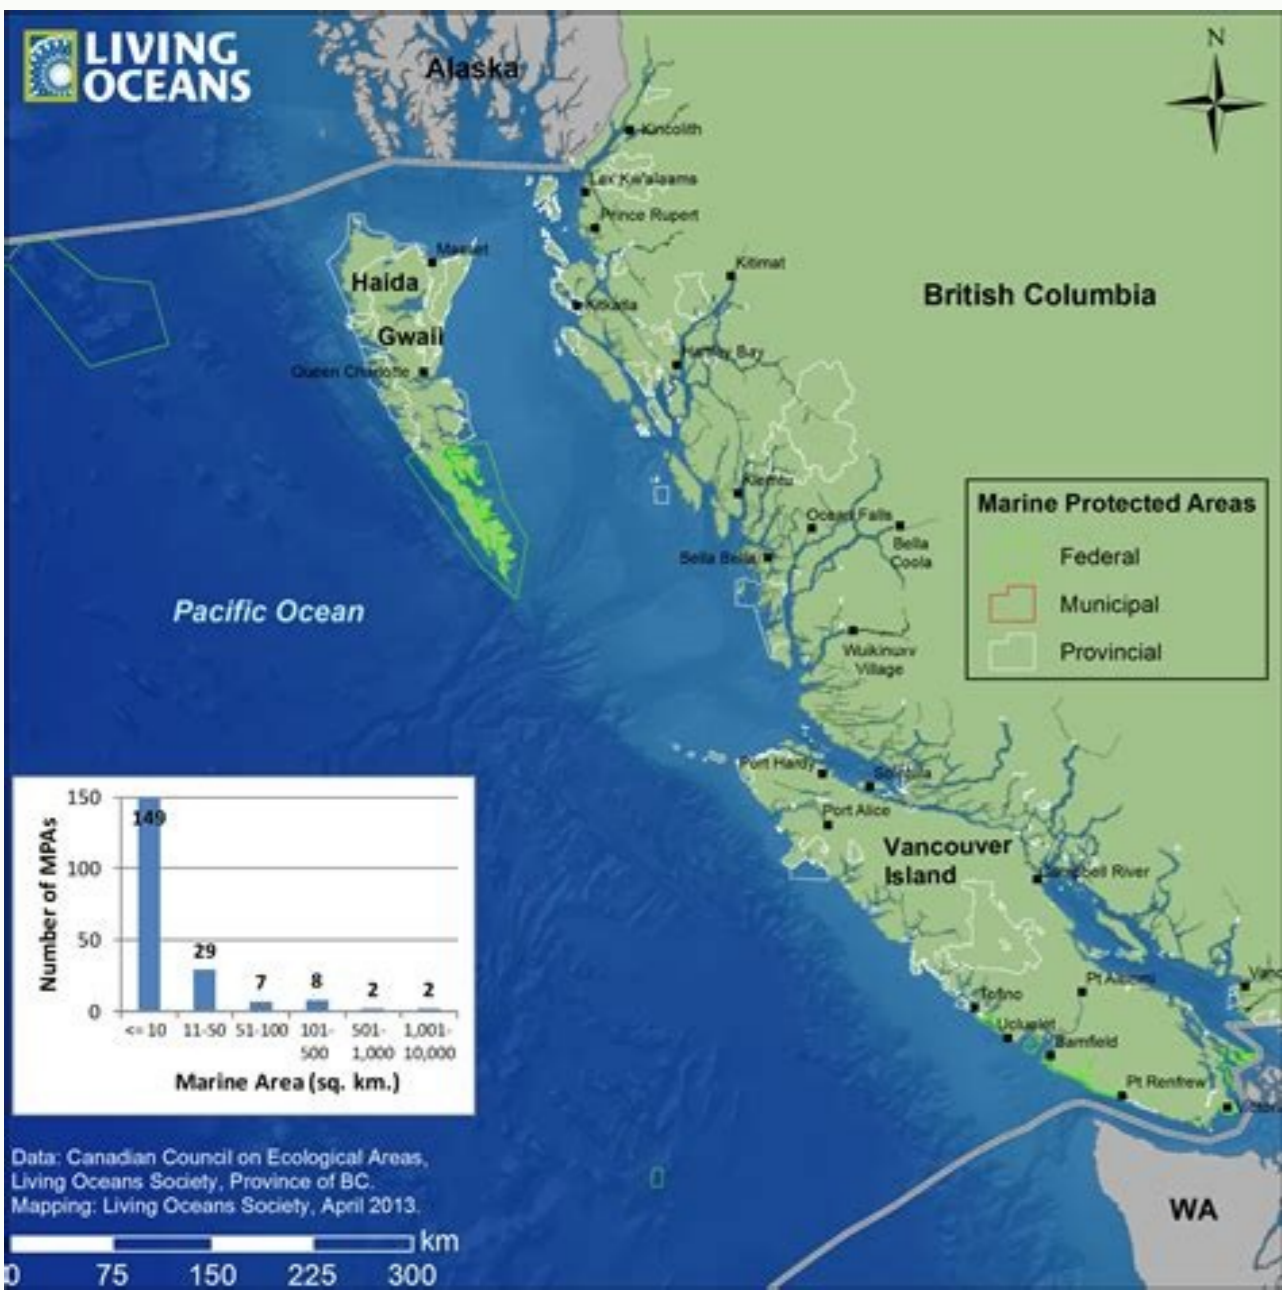 LIVING
OCEANS
Alaska
N
Kincolith
Lax Kw'alaams
Prince Rupert
Masset
Kitimat
Haida
British Columbia
Kitkatla
Gwaii
Hartley Bay
Queen Charlotte
Marine Protected Areas
Federal
Municipal
Provincial
Klemtu
Ocean Falls
Bella
Coola
Bella Bella
Pacific Ocean
Wuikinuxv
Village
Port Hardy
Sointula
Port Alice
Vancouver
Island
Campbell River
Pt Alberni
Vanc
Tofino
Ucluelet
Bamfield
Pt Renfrew
WA
Number of MPAs
150
100
50
0
149
29
7
8
2
2
<= 10
11-50
51-100
101-
500
501-
1,000
1,001-
10,000
Marine Area (sq. km.)
Data: Canadian Council on Ecological Areas,
Living Oceans Society, Province of BC.
Mapping: Living Oceans Society, April 2013.
km
0 75 150 225 300